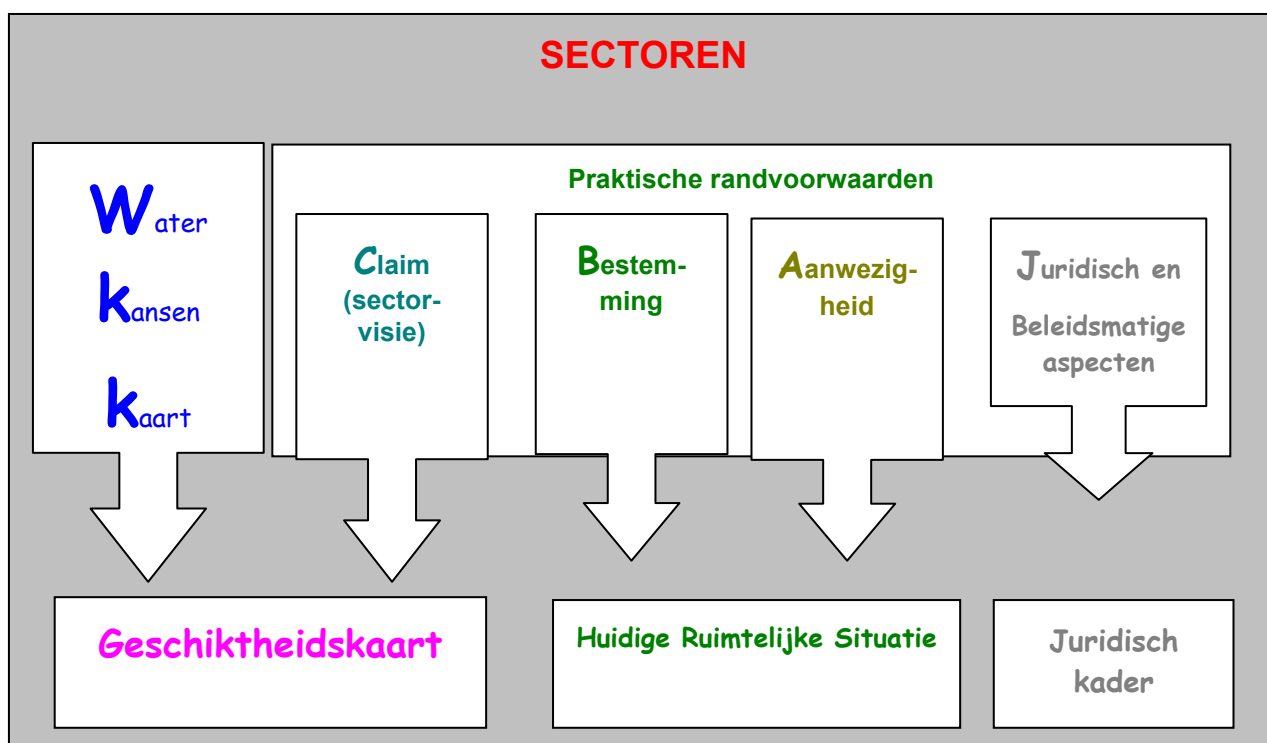 SECTOREN
Water
kansen
kaart
Praktische randvoorwaarden
Claim
(sector-
visie)
Bestem-
ming
Aanwezig-
heid
Juridisch en
Beleidsmatige
aspecten
Geschiktheidskaart
Huidige Ruimtelijke Situatie
Juridisch
kader